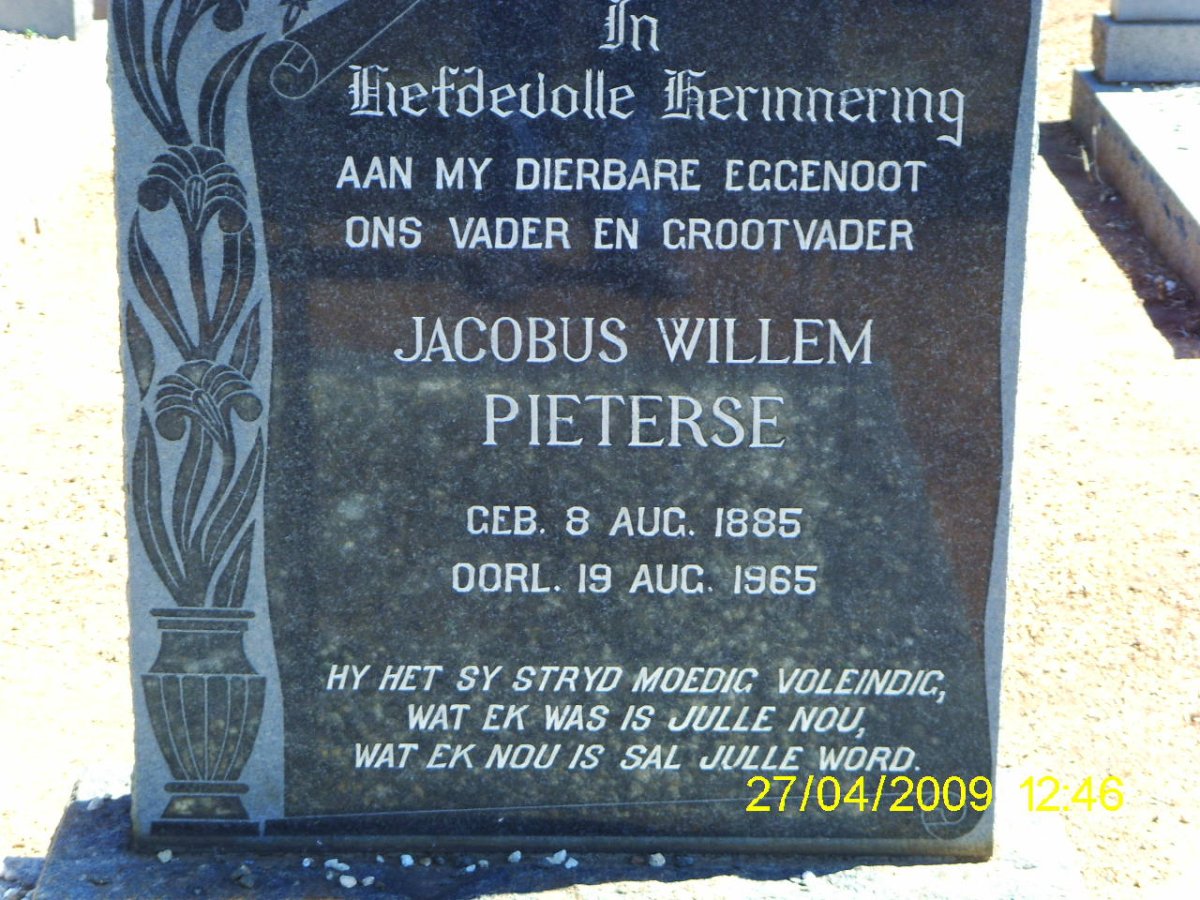 In
Liefdevolle Herinnering
AAN MY DIERBARE EGGENOOT
ONS VADER EN GROOTVADER
JACOBUS WILLEM
PIETERSE
GEB. 8 AUG. 1885
OORL. 19 AUG. 1965
HY HET SY STRYD MOEDIG VOLEINDIG,
WAT EK WAS IS JULLE NOU,
WAT EK NOU IS SAL JULLE WORD.
27/04/2009 12:46